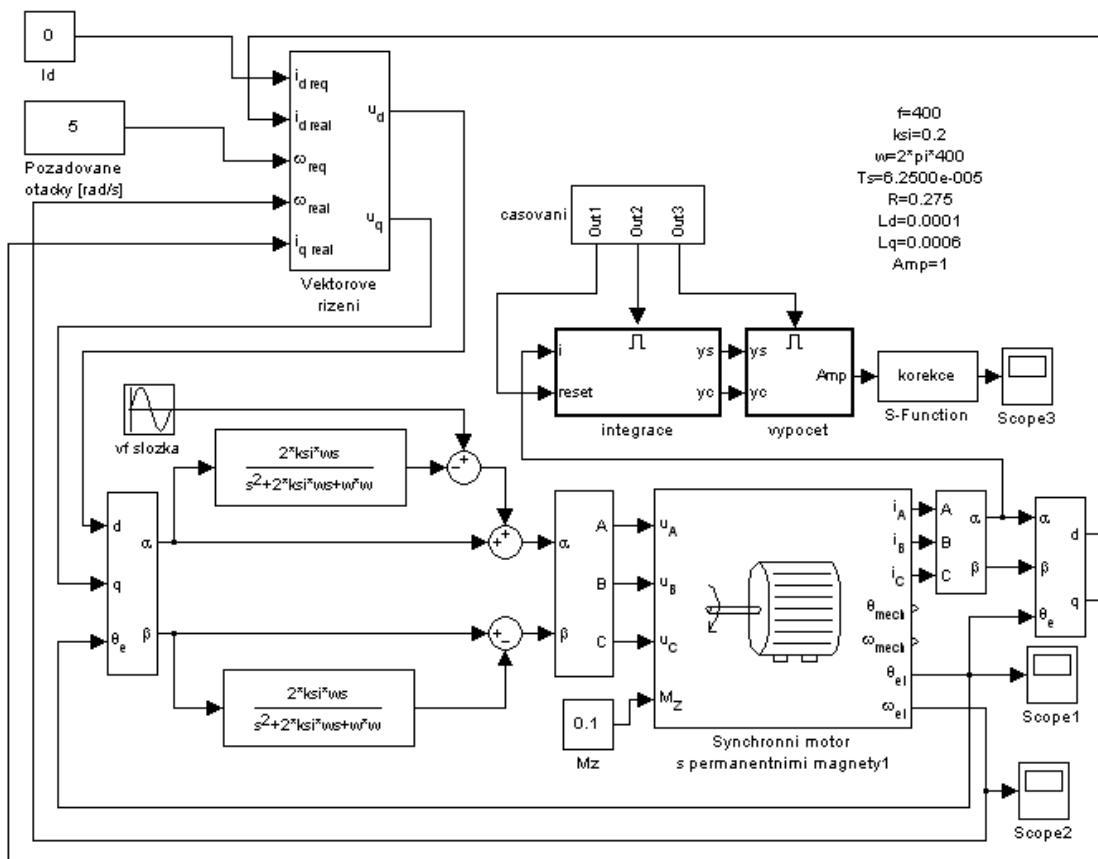 0
Id
5
Pozadovane
otacky [rad/s]
i_d req
i_d real
ω_req
ω_real
i_q real
u_d
u_q
Vektorove
rizeni
f=400
ksi=0.2
w=2*pi*400
Ts=6.2500e-005
R=0.275
Ld=0.0001
Lq=0.0006
Amp=1
casovani
Out1
Out2
Out3
i
reset
ys
yc
integrace
ys
yc
Amp
vypocet
korekce
S-Function
Scope3
vf slozka
2*ksi*ws
s^2+2*ksi*ws+w*w
d
q
θ_e
α
β
2*ksi*ws
s^2+2*ksi*ws+w*w
− +
+ +
+ −
α
β
A
B
C
u_A
u_B
u_C
M_Z
i_A
i_B
i_C
θ_mech
ω_mech
θ_el
ω_el
Synchronni motor
s permanentnimi magnety1
0.1
Mz
A
B
C
α
β
α
β
θ_e
d
q
Scope1
Scope2